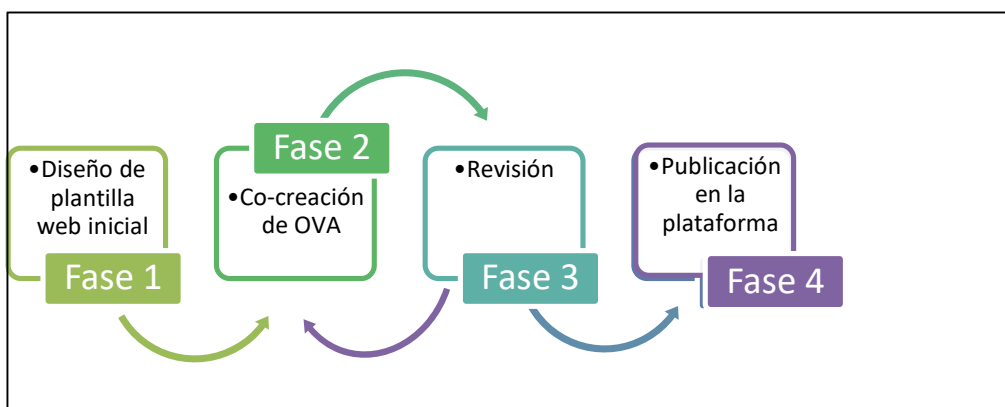 •Diseño de
plantilla
web inicial
Fase 1
Fase 2
•Co-creación
de OVA
•Revisión
Fase 3
•Publicación
en la
plataforma
Fase 4